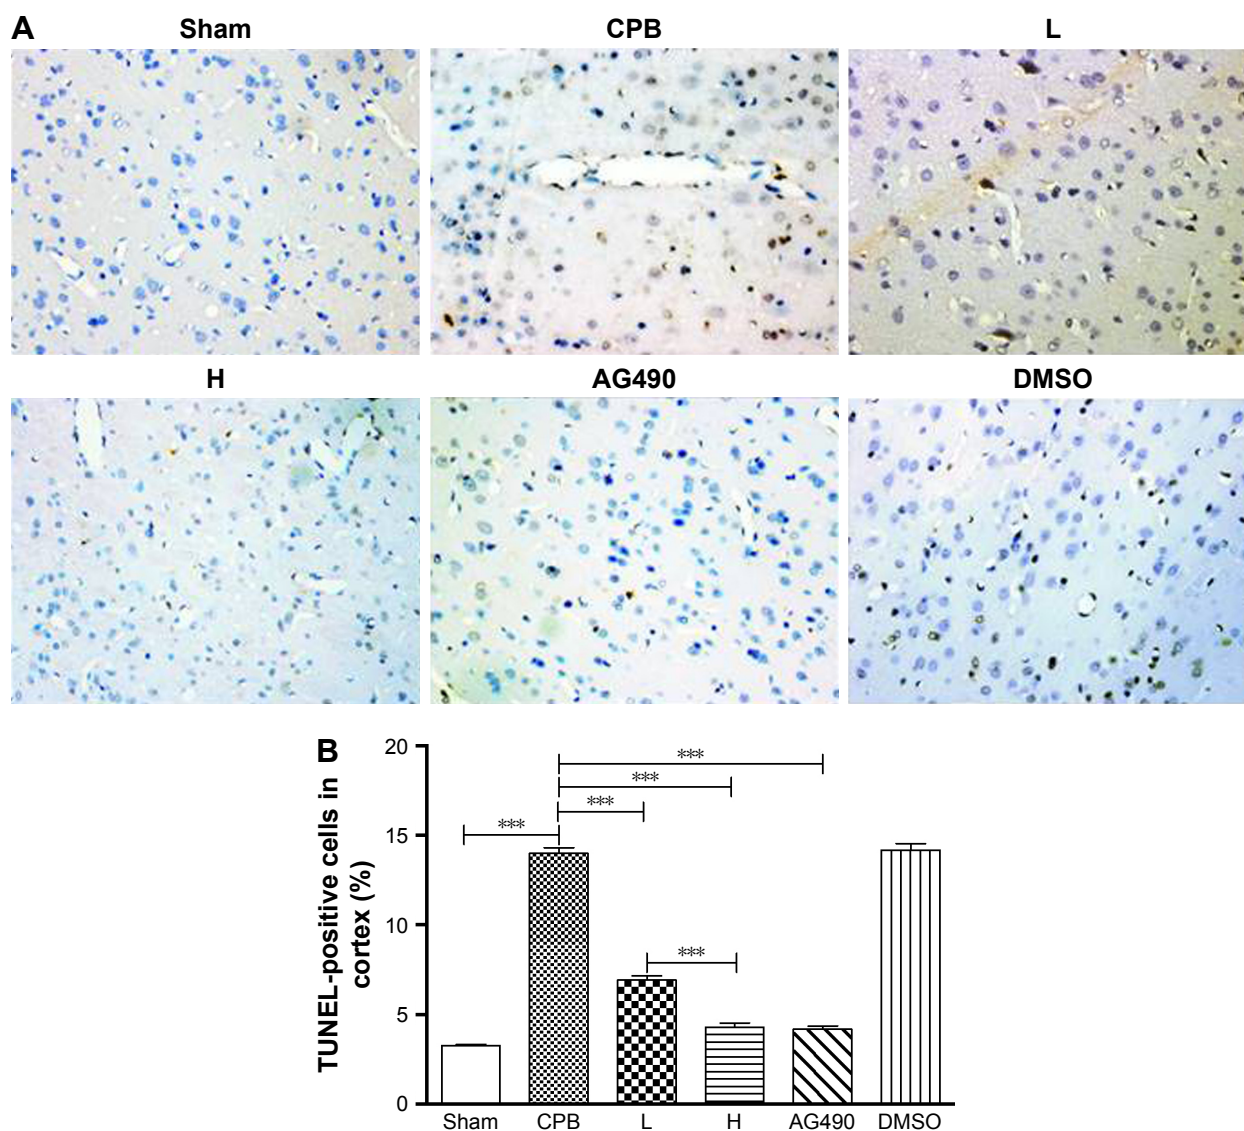 A
Sham
CPB
L
H
AG490
DMSO
B
TUNEL-positive cells in
cortex (%)
20
15
10
5
0
***
***
***
***
***
Sham
CPB
L
H
AG490
DMSO